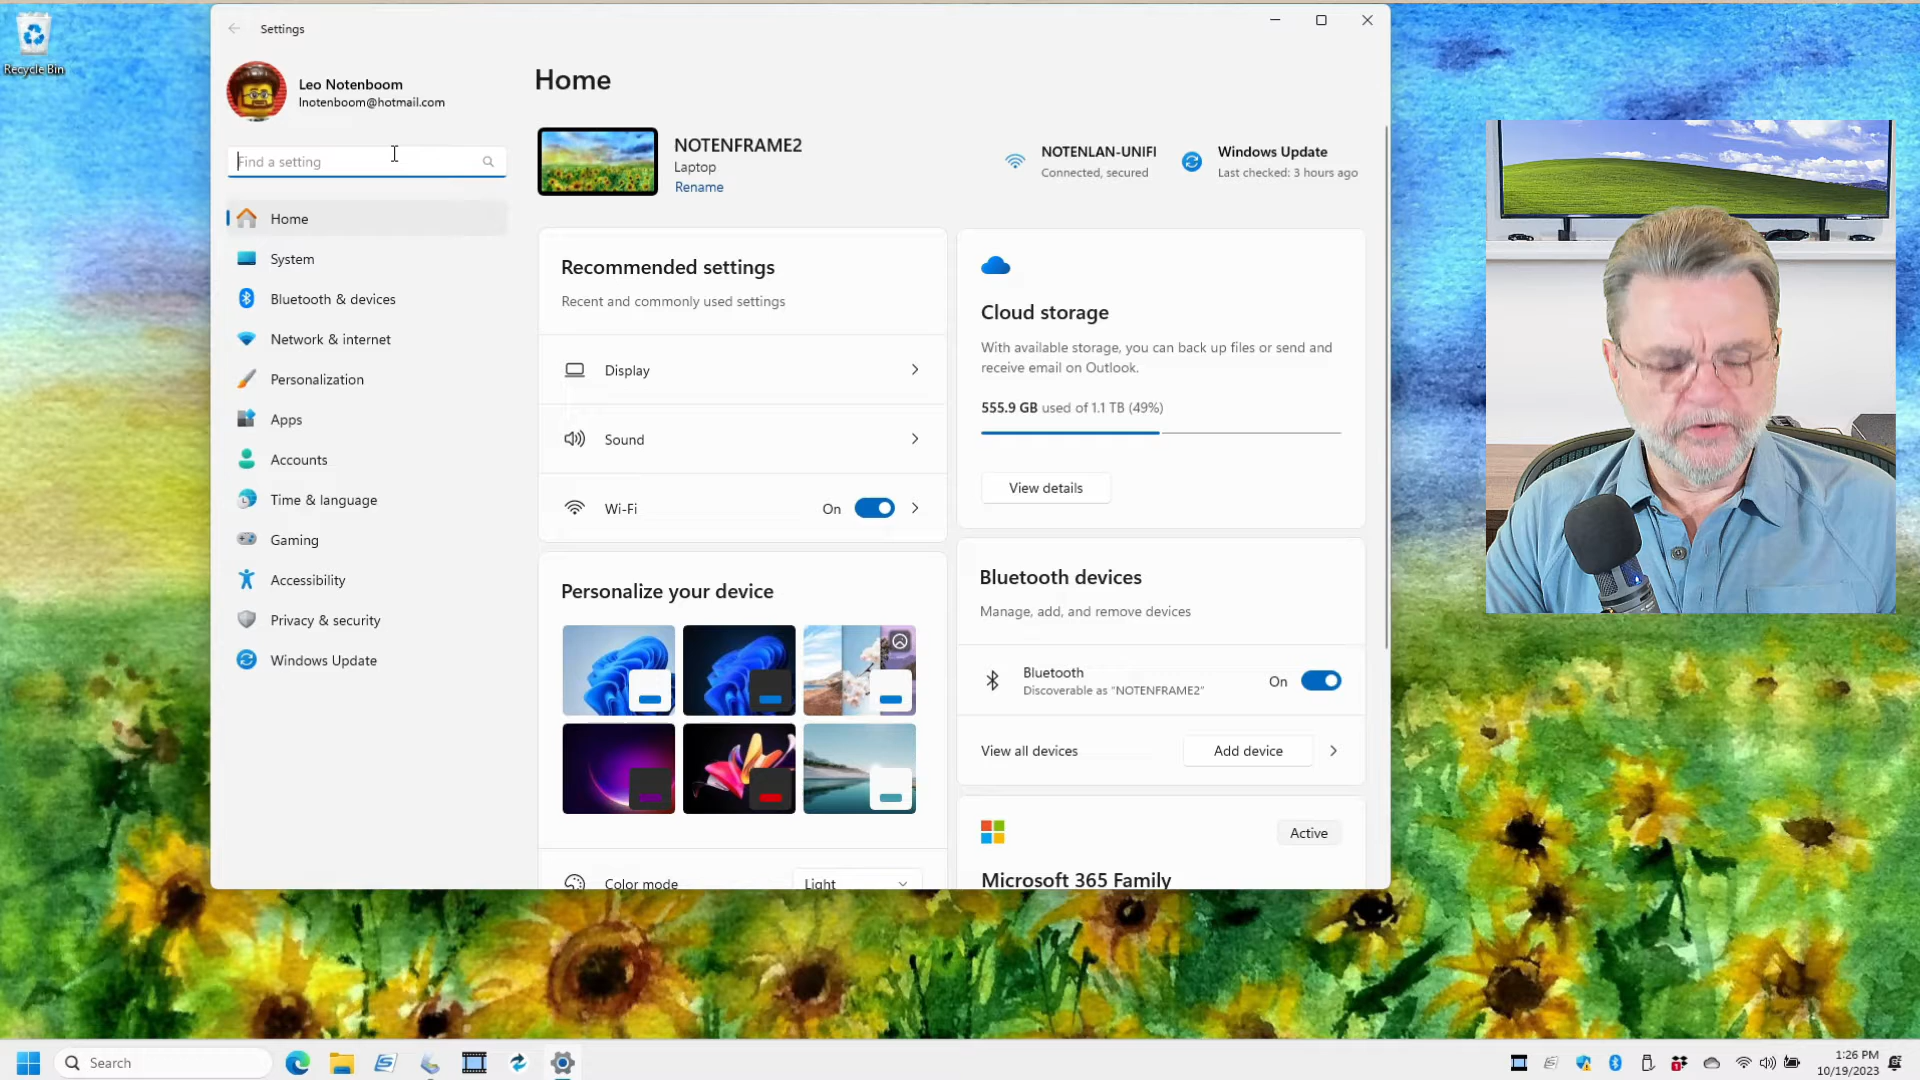 Recycle Bin
Settings
Leo Notenboom
lnotenboom@hotmail.com
Find a setting
Home
System
Bluetooth & devices
Network & internet
Personalization
Apps
Accounts
Time & language
Gaming
Accessibility
Privacy & security
Windows Update
Home
NOTENFRAME2
Laptop
Rename
NOTENLAN-UNIFI
Connected, secured
Windows Update
Last checked: 3 hours ago
Recommended settings
Recent and commonly used settings
Display
Sound
Wi-Fi
On
Personalize your device
Color mode
Light
Cloud storage
With available storage, you can back up files or send and
receive email on Outlook.
555.9 GB used of 1.1 TB (49%)
View details
Bluetooth devices
Manage, add, and remove devices
Bluetooth
Discoverable as "NOTENFRAME2"
On
View all devices
Add device
Active
Microsoft 365 Family
Search
1:26 PM
10/19/2023